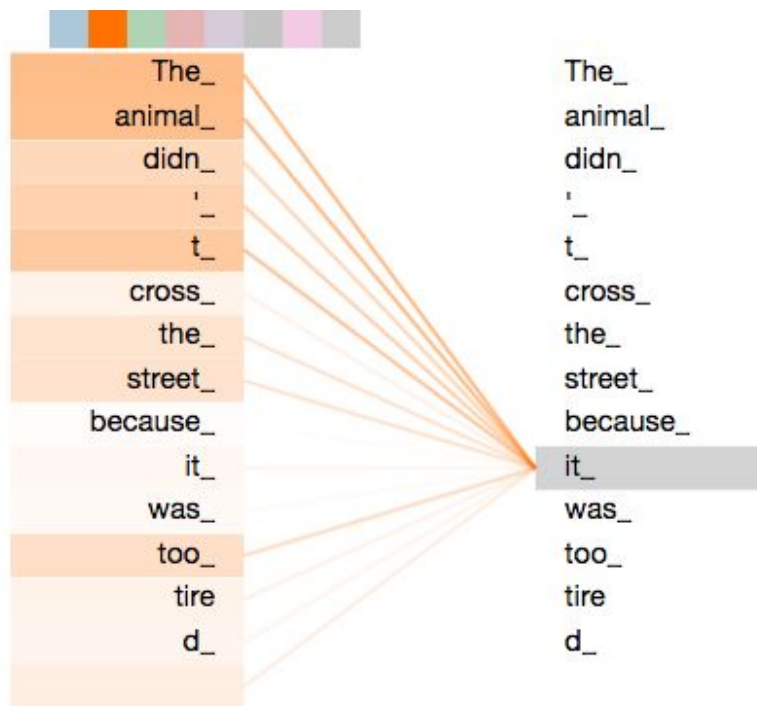 The_ The_
animal_ animal_
didn_ didn_
'_ '_
t_ t_
cross_ cross_
the_ the_
street_ street_
because_ because_
it_ it_
was_ was_
too_ too_
tire tire
d_ d_